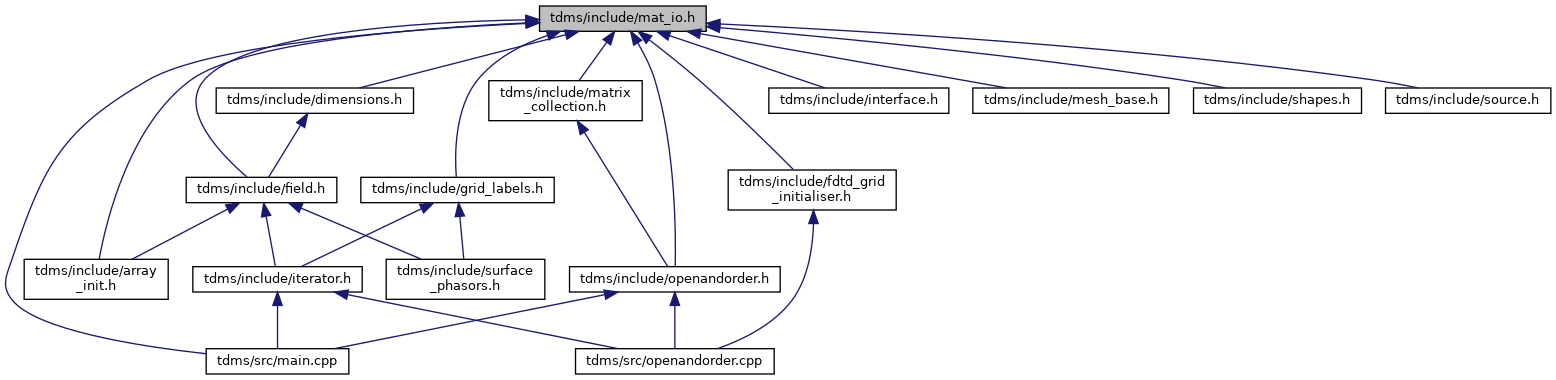 tdms/include/mat_io.h
tdms/include/dimensions.h
tdms/include/matrix
_collection.h
tdms/include/interface.h
tdms/include/mesh_base.h
tdms/include/shapes.h
tdms/include/source.h
tdms/include/field.h
tdms/include/grid_labels.h
tdms/include/fdtd_grid
_initialiser.h
tdms/include/array
_init.h
tdms/include/iterator.h
tdms/include/surface
_phasors.h
tdms/include/openandorder.h
tdms/src/main.cpp
tdms/src/openandorder.cpp